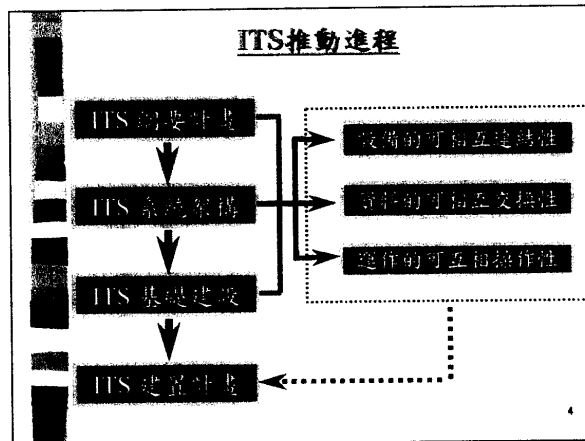 ITS推動進程
ITS 綱要計畫
ITS 系統架構
ITS 基礎建設
ITS 建置計畫
設備的可相互連結性
資訊的可相互交換性
運作的可互相操作性
4